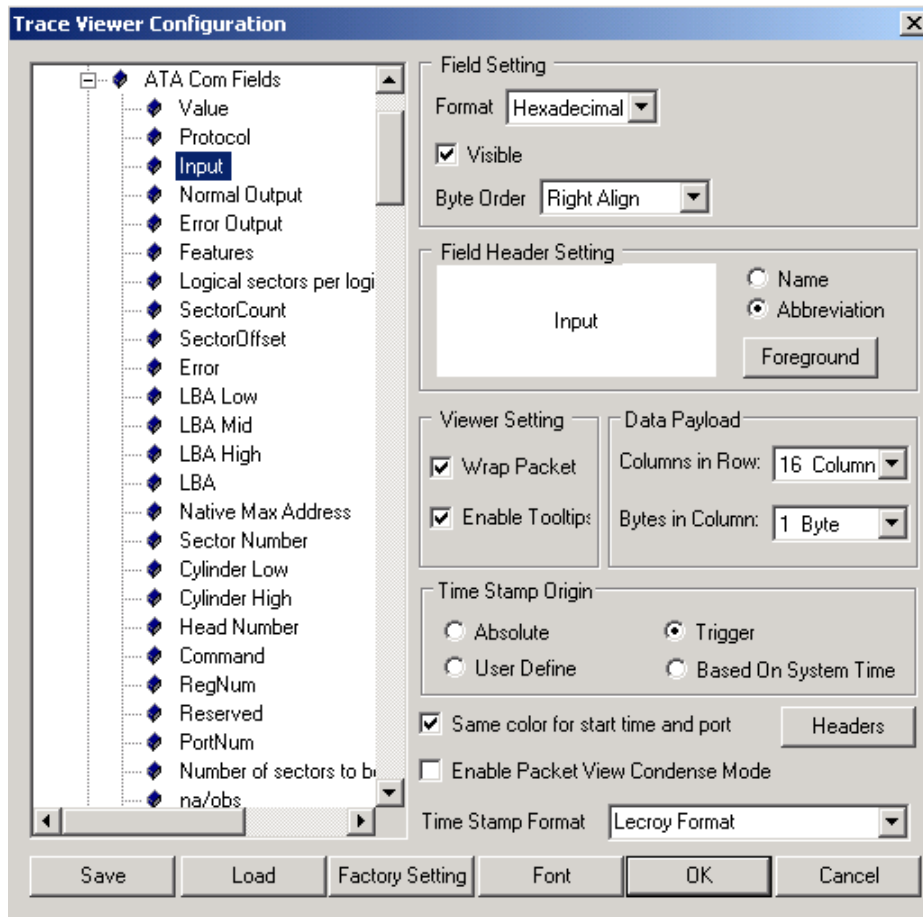 Trace Viewer Configuration
ATA Com Fields
Value
Protocol
Input
Normal Output
Error Output
Features
Logical sectors per logi
SectorCount
SectorOffset
Error
LBA Low
LBA Mid
LBA High
LBA
Native Max Address
Sector Number
Cylinder Low
Cylinder High
Head Number
Command
RegNum
Reserved
PortNum
Number of sectors to be
na/obs
Field Setting
Format Hexadecimal
Visible
Byte Order Right Align
Field Header Setting
Input
Name
Abbreviation
Foreground
Viewer Setting
Wrap Packet
Enable Tooltips
Data Payload
Columns in Row: 16 Column
Bytes in Column: 1 Byte
Time Stamp Origin
Absolute Trigger
User Define Based On System Time
Same color for start time and port Headers
Enable Packet View Condense Mode
Time Stamp Format Lecroy Format
Save Load Factory Setting Font OK Cancel